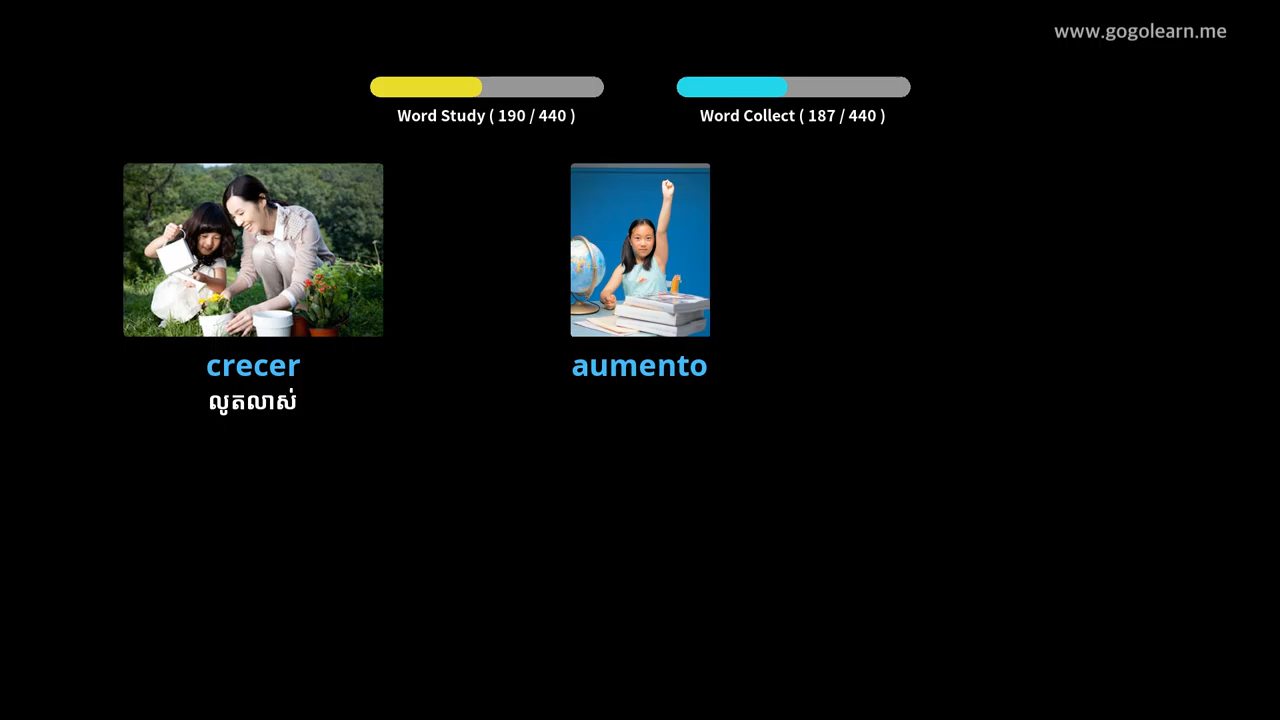 www.gogolearn.me
Word Study ( 190 / 440 )
Word Collect ( 187 / 440 )
crecer
លូតលាស់
aumento